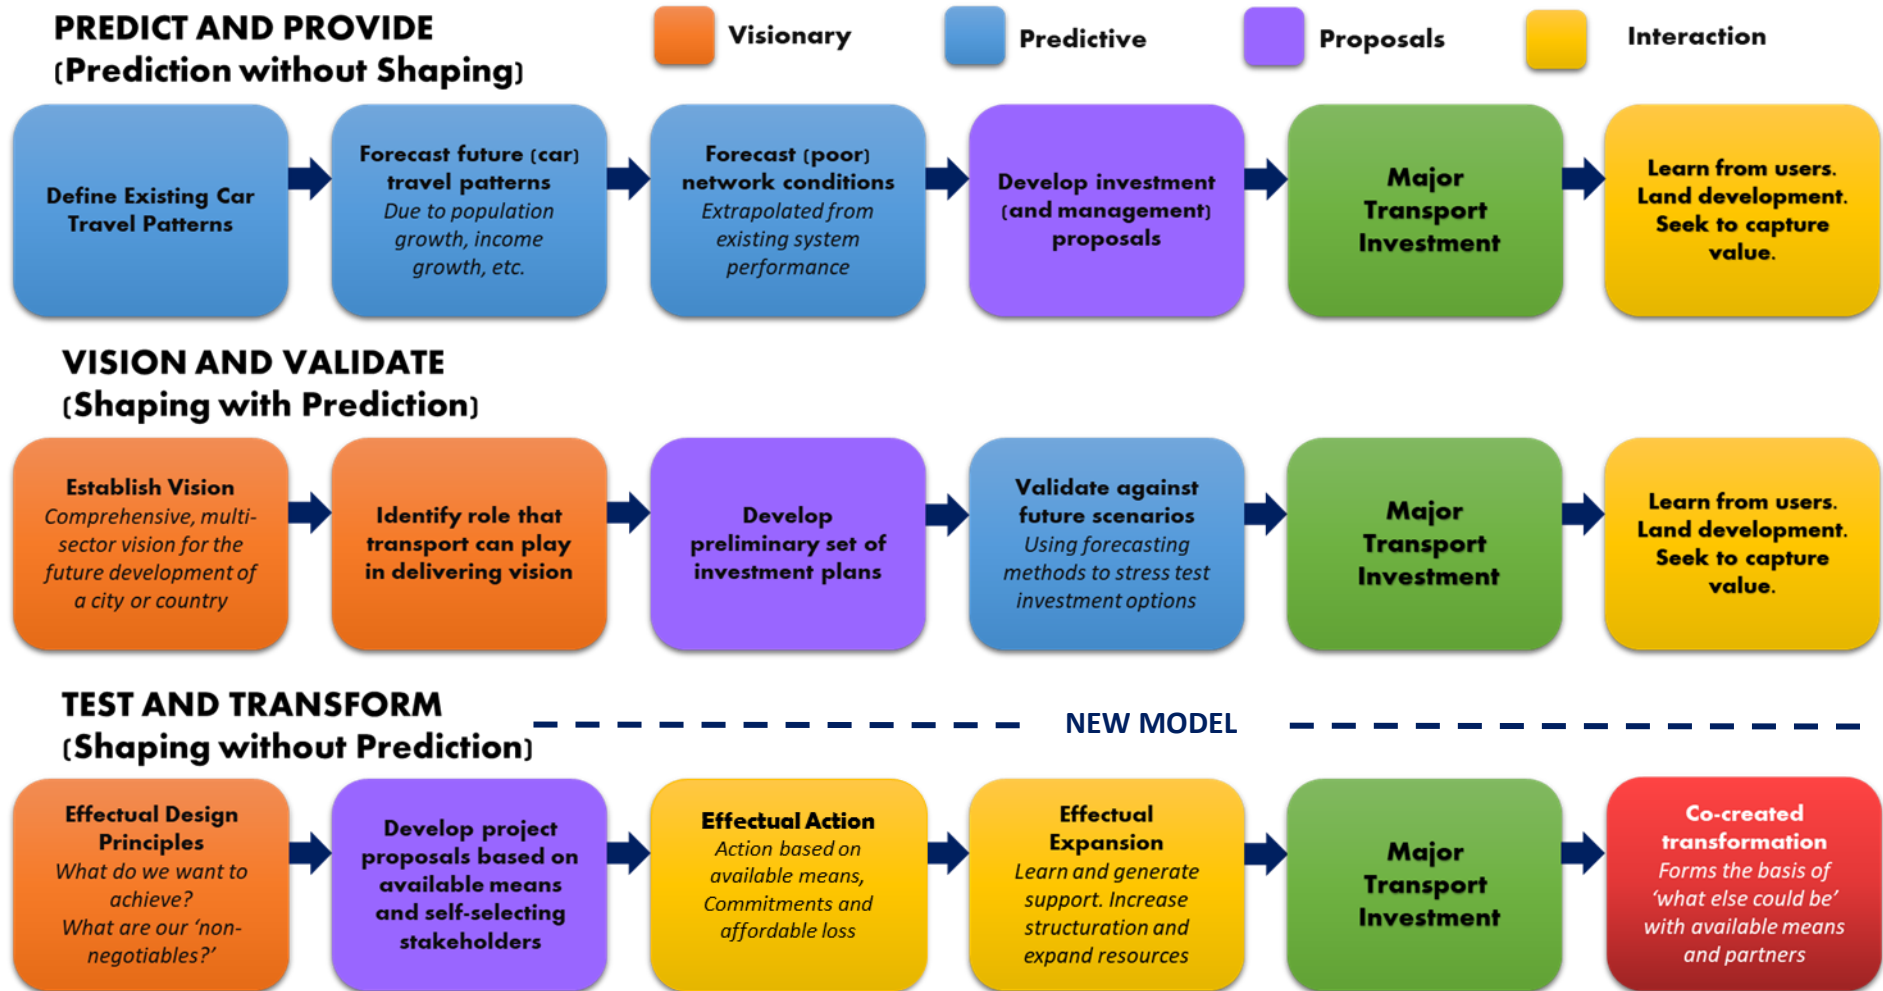 PREDICT AND PROVIDE
(Prediction without Shaping)
Visionary
Predictive
Proposals
Interaction
Define Existing Car
Travel Patterns
Forecast future (car)
travel patterns
Due to population
growth, income
growth, etc.
Forecast (poor)
network conditions
Extrapolated from
existing system
performance
Develop investment
(and management)
proposals
Major
Transport
Investment
Learn from users.
Land development.
Seek to capture
value.
VISION AND VALIDATE
(Shaping with Prediction)
Establish Vision
Comprehensive, multi-
sector vision for the
future development of
a city or country
Identify role that
transport can play
in delivering vision
Develop
preliminary set of
investment plans
Validate against
future scenarios
Using forecasting
methods to stress test
investment options
Major
Transport
Investment
Learn from users.
Land development.
Seek to capture
value.
TEST AND TRANSFORM
(Shaping without Prediction)
NEW MODEL
Effectual Design
Principles
What do we want to
achieve?
What are our ‘non-
negotiables?’
Develop project
proposals based on
available means
and self-selecting
stakeholders
Effectual Action
Action based on
available means,
Commitments and
affordable loss
Effectual
Expansion
Learn and generate
support. Increase
structuration and
expand resources
Major
Transport
Investment
Co-created
transformation
Forms the basis of
‘what else could be’
with available means
and partners